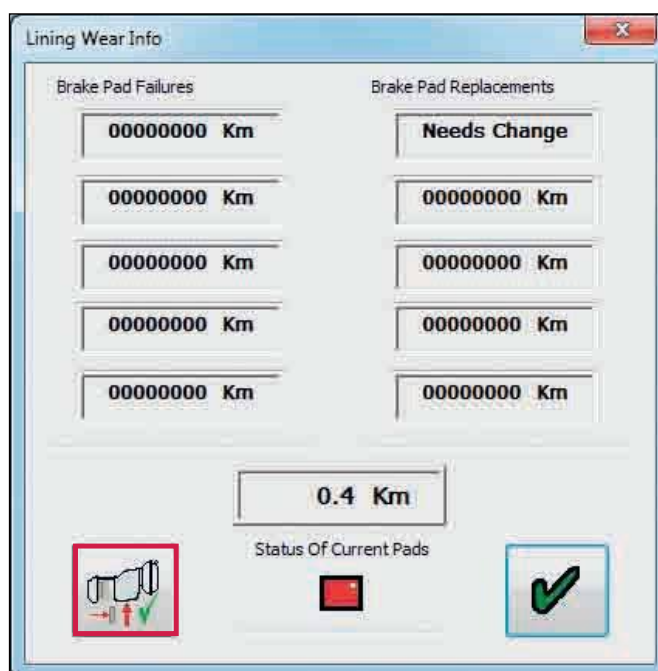 Lining Wear Info
Brake Pad Failures Brake Pad Replacements
00000000 Km Needs Change
00000000 Km 00000000 Km
00000000 Km 00000000 Km
00000000 Km 00000000 Km
00000000 Km 00000000 Km
0.4 Km
Status Of Current Pads